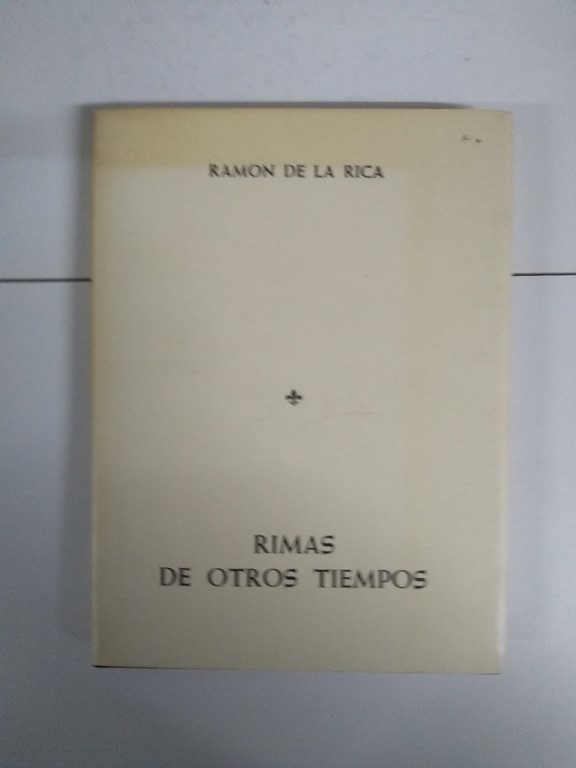 RAMON DE LA RICA
RIMAS
DE OTROS TIEMPOS